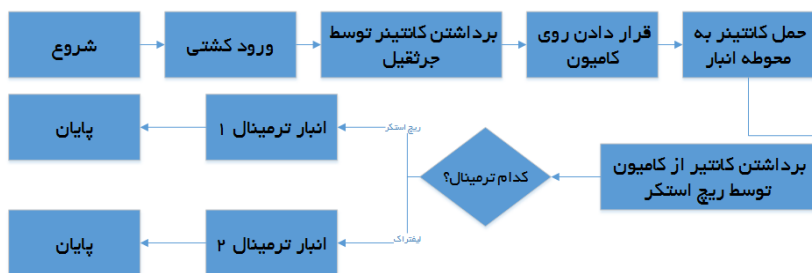 شروع
ورود کشتی
برداشتن کانتینر توسط
جرثقیل
قرار دادن روی
کامیون
حمل کانتینر به
محوطه انبار
برداشتن کانتیر از کامیون
توسط ریچ استکر
کدام ترمینال؟
ریچ استکر
انبار ترمینال ۱
پایان
لیفتراک
انبار ترمینال ۲
پایان